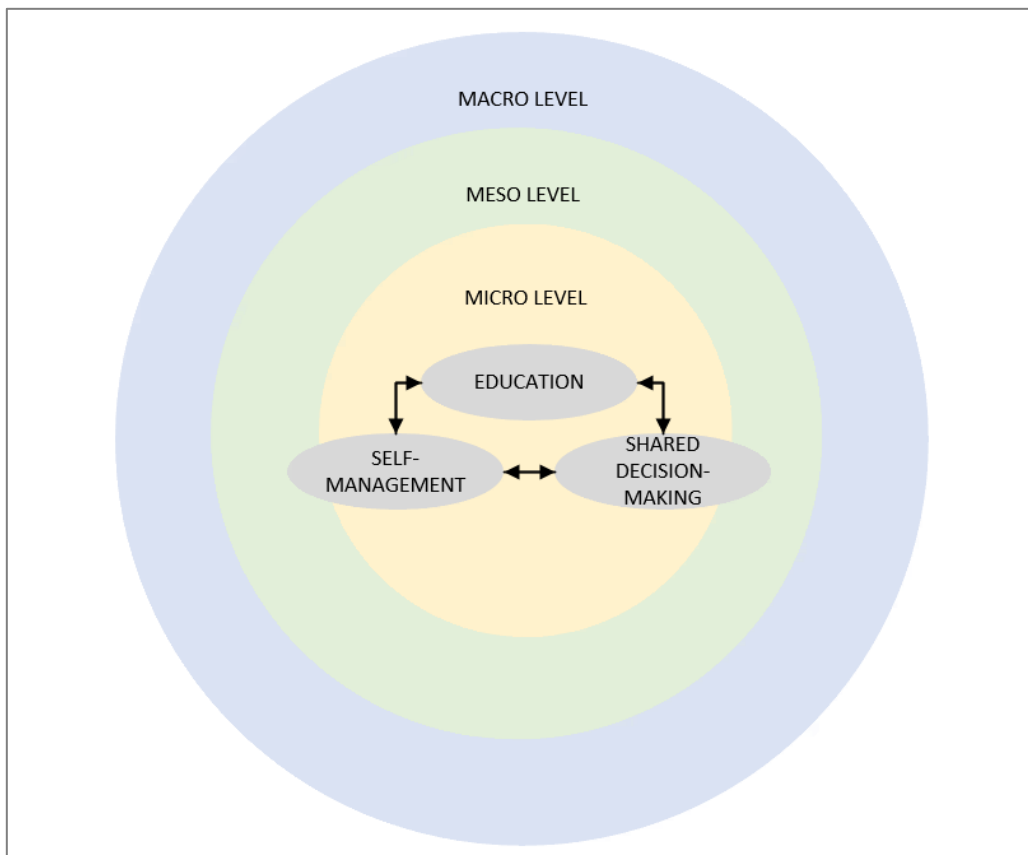 MACRO LEVEL
MESO LEVEL
MICRO LEVEL
EDUCATION
SELF-
MANAGEMENT
SHARED
DECISION-
MAKING